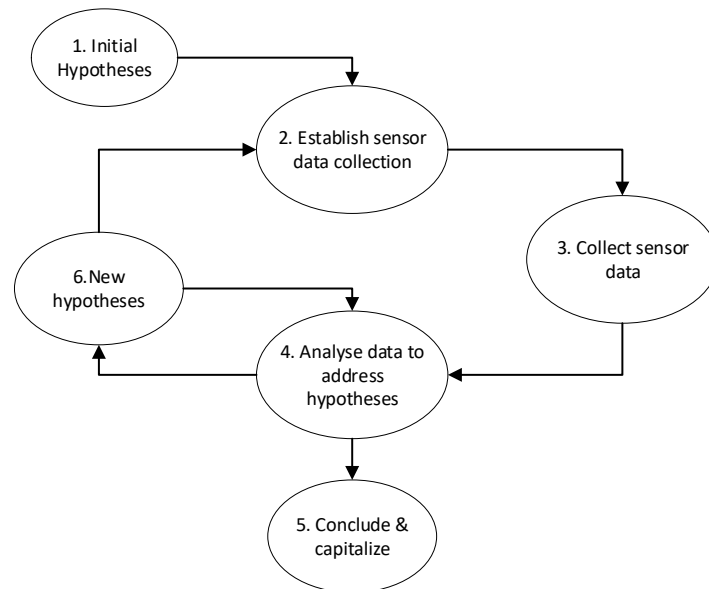 1. Initial
Hypotheses
2. Establish sensor
data collection
3. Collect sensor
data
6.New
hypotheses
4. Analyse data to
address
hypotheses
5. Conclude &
capitalize